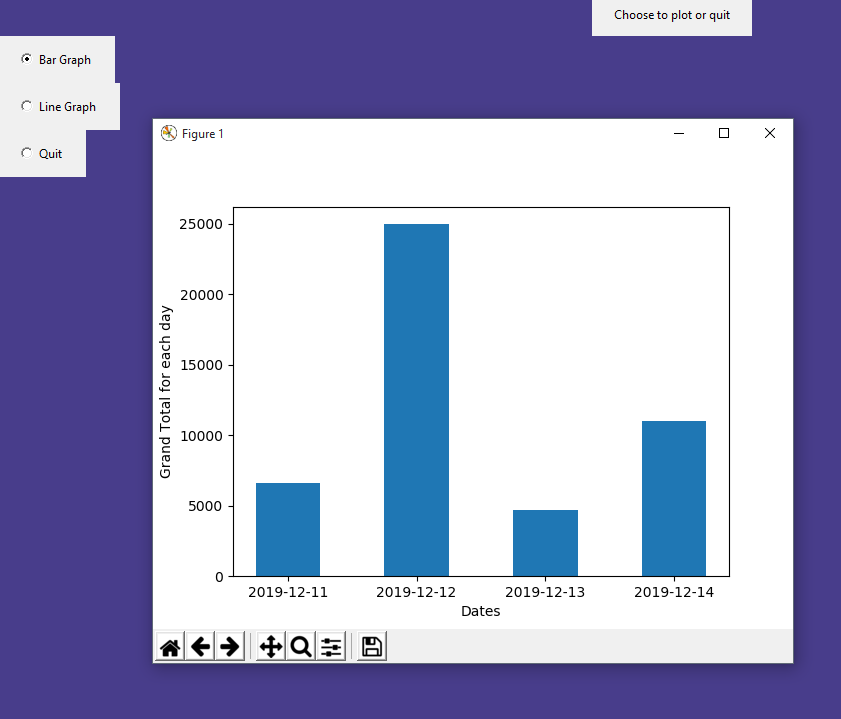 Choose to plot or quit
Bar Graph
Line Graph
Quit
Figure 1
25000
20000
15000
10000
5000
0
Grand Total for each day
2019-12-11 2019-12-12 2019-12-13 2019-12-14
Dates